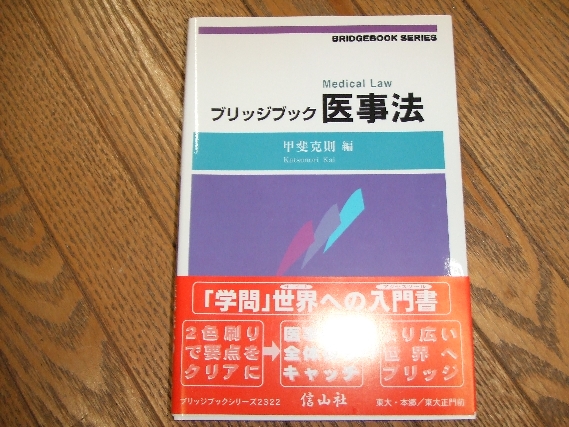 BRIDGEBOOK SERIES
Medical Law
ブリッジブック 医事法
甲斐克則 編
Katsunori Kai
「学問」世界への入門書
2色刷り
で要点を
クリアに
全体
キャッチ
より広い
世界へ
ブリッジ
ブリッジブックシリーズ2322
信山社
東大・本郷/東大正門前